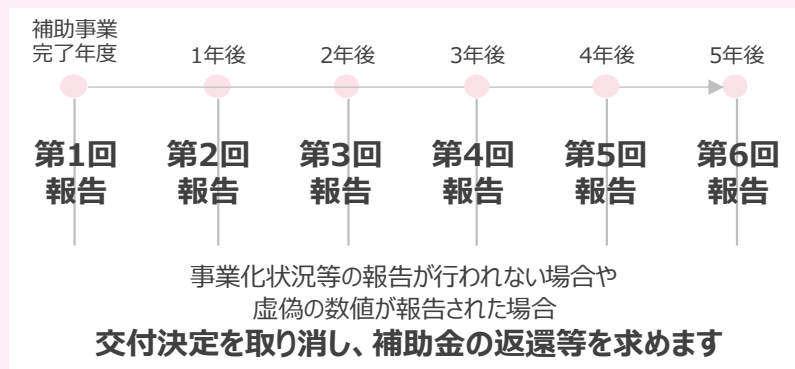 補助事業
完了年度
1年後
2年後
3年後
4年後
5年後
第1回
報告
第2回
報告
第3回
報告
第4回
報告
第5回
報告
第6回
報告
事業化状況等の報告が行われない場合や
虚偽の数値が報告された場合
交付決定を取り消し、補助金の返還等を求めます